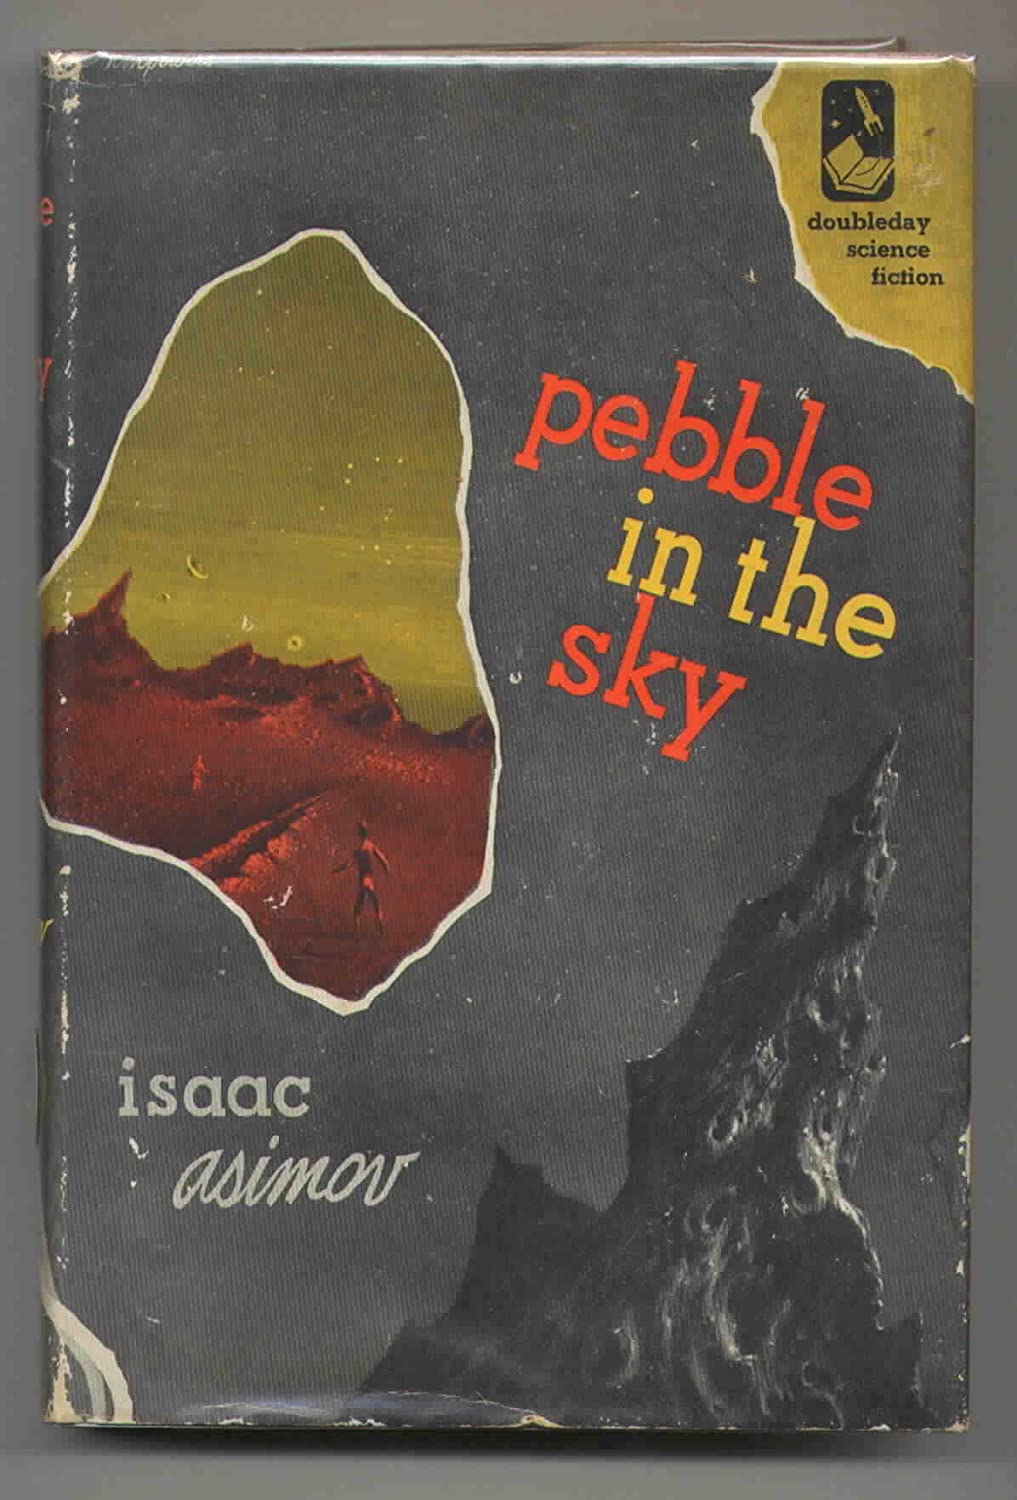 doubleday
science
fiction
pebble
in the
sky
isaac
asimov